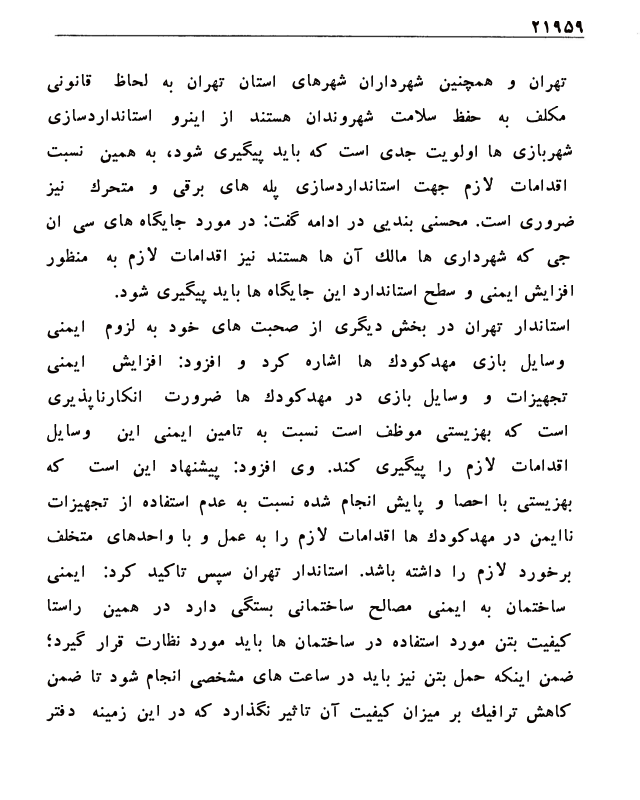 ۲۱۹۵۹
تهران و همچنین شهرداران شهرهای استان تهران به لحاظ قانونی
مکلف به حفظ سلامت شهروندان هستند از اینرو استانداردسازی
شهربازی ها اولویت جدی است که باید پیگیری شود، به همین نسبت
اقدامات لازم جهت استانداردسازی پله های برقی و متحرك نیز
ضروری است. محسنی بندپی در ادامه گفت: در مورد جایگاه های سی ان
جی که شهرداری ها مالك آن ها هستند نیز اقدامات لازم به منظور
افزایش ایمنی و سطح استاندارد این جایگاه ها باید پیگیری شود.
استاندار تهران در بخش دیگری از صحبت های خود به لزوم ایمنی
وسایل بازی مهدکودك ها اشاره کرد و افزود: افزایش ایمنی
تجهیزات و وسایل بازی در مهدکودك ها ضرورت انکارناپذیری
است که بهزیستی موظف است نسبت به تامین ایمنی این وسایل
اقدامات لازم را پیگیری کند. وی افزود: پیشنهاد این است که
بهزیستی با احصا و پایش انجام شده نسبت به عدم استفاده از تجهیزات
ناایمن در مهدکودك ها اقدامات لازم را به عمل و با واحدهای متخلف
برخورد لازم را داشته باشد. استاندار تهران سپس تاکید کرد: ایمنی
ساختمان به ایمنی مصالح ساختمانی بستگی دارد در همین راستا
کیفیت بتن مورد استفاده در ساختمان ها باید مورد نظارت قرار گیرد؛
ضمن اینکه حمل بتن نیز باید در ساعت های مشخصی انجام شود تا ضمن
کاهش ترافیك بر میزان کیفیت آن تاثیر نگذارد که در این زمینه دفتر